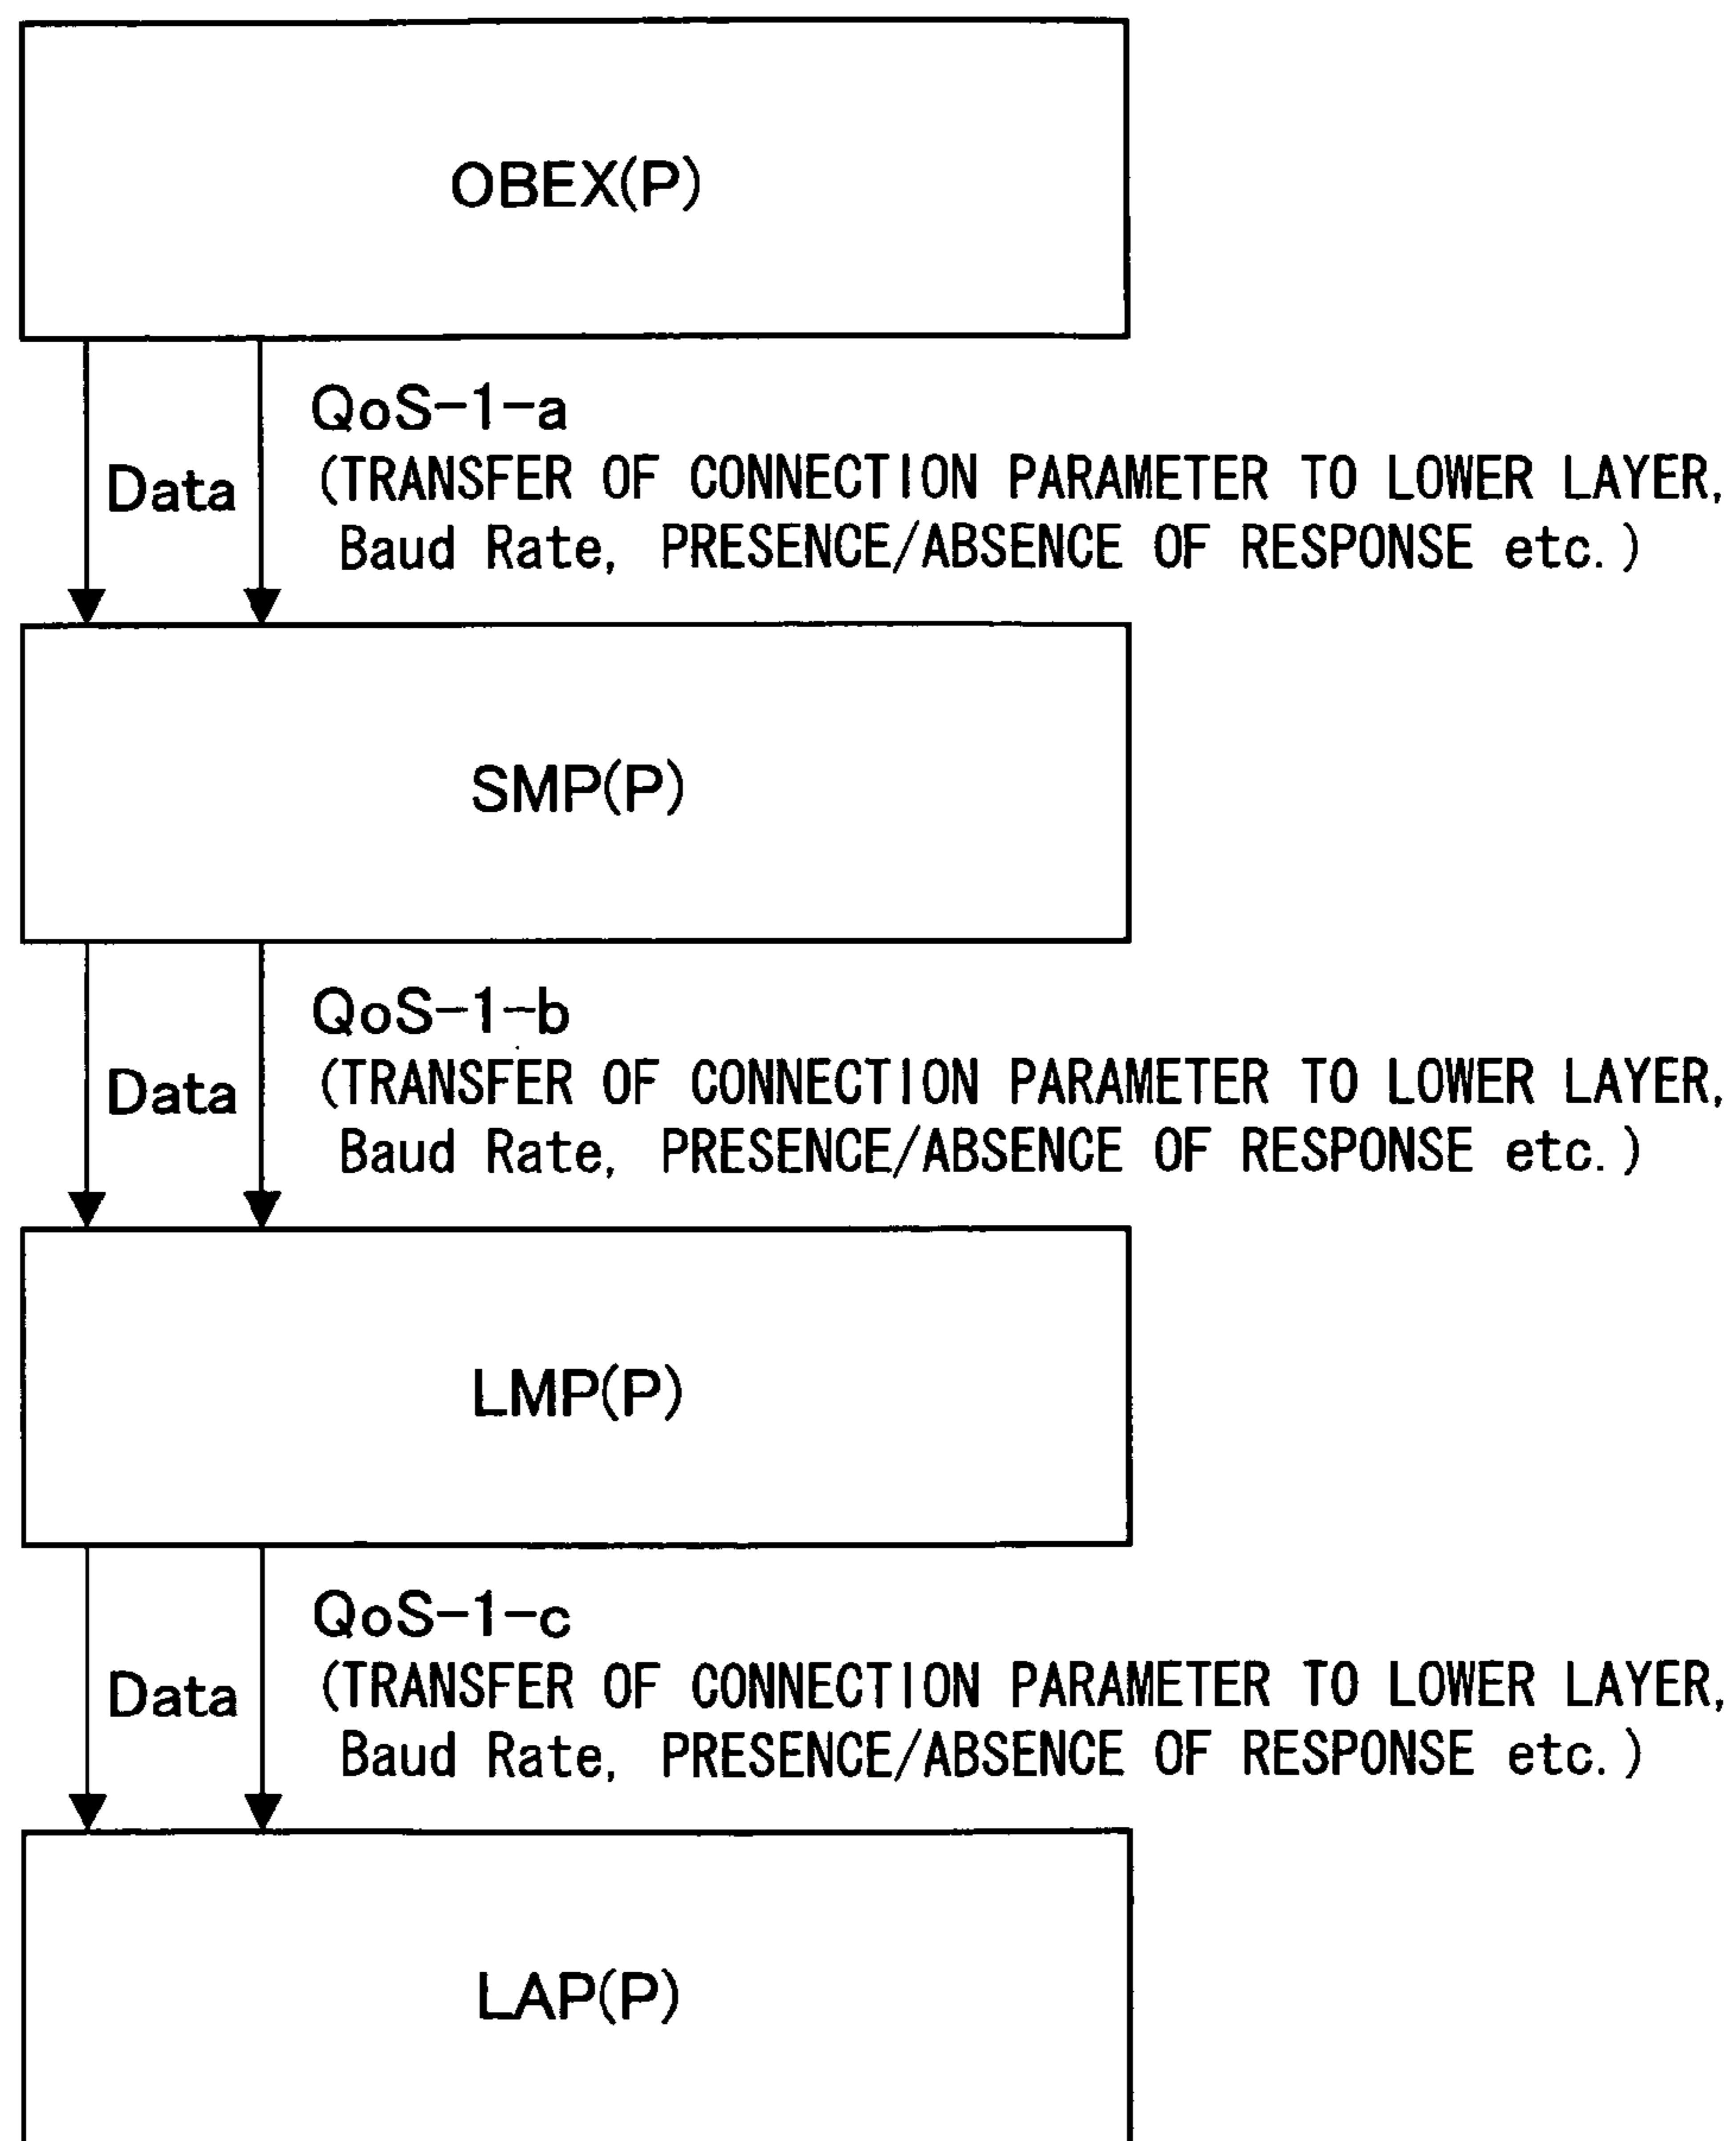 OBEX(P)
QoS-1-a
Data
(TRANSFER OF CONNECTION PARAMETER TO LOWER LAYER,
Baud Rate, PRESENCE/ABSENCE OF RESPONSE etc.)
SMP(P)
QoS-1-b
Data
(TRANSFER OF CONNECTION PARAMETER TO LOWER LAYER,
Baud Rate, PRESENCE/ABSENCE OF RESPONSE etc.)
LMP(P)
QoS-1-c
Data
(TRANSFER OF CONNECTION PARAMETER TO LOWER LAYER,
Baud Rate, PRESENCE/ABSENCE OF RESPONSE etc.)
LAP(P)